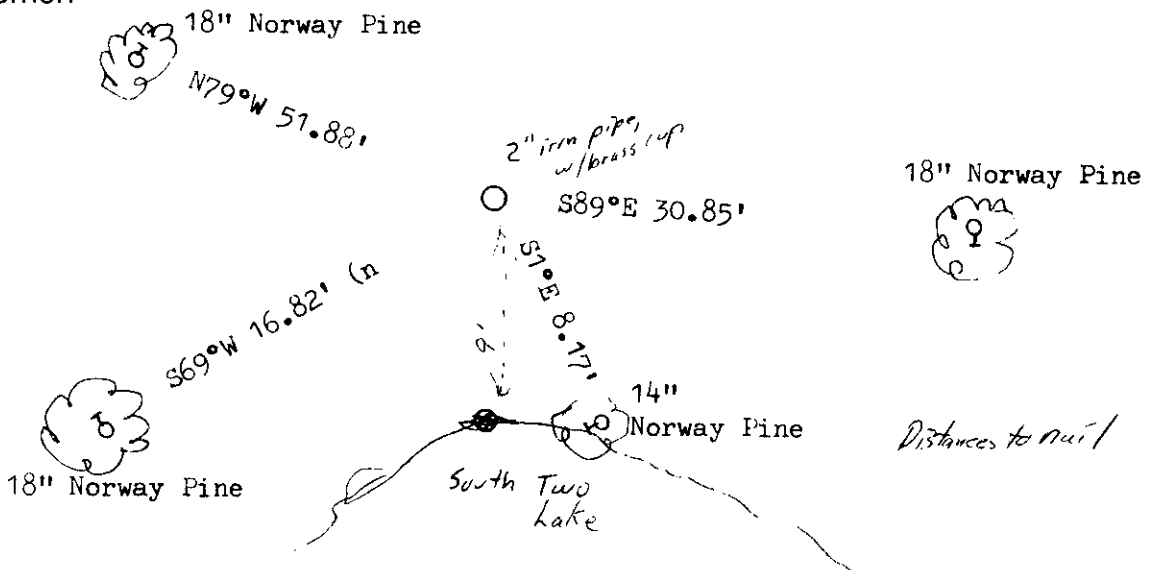 18" Norway Pine
N79°W 51.88'
2" iron pipe,
w/brass cap
S89°E 30.85'
18" Norway Pine
S1°E 8.17'
9'
S69°W 16.82' (n
14"
Norway Pine
Distances to nail
18" Norway Pine
South Two
Lake